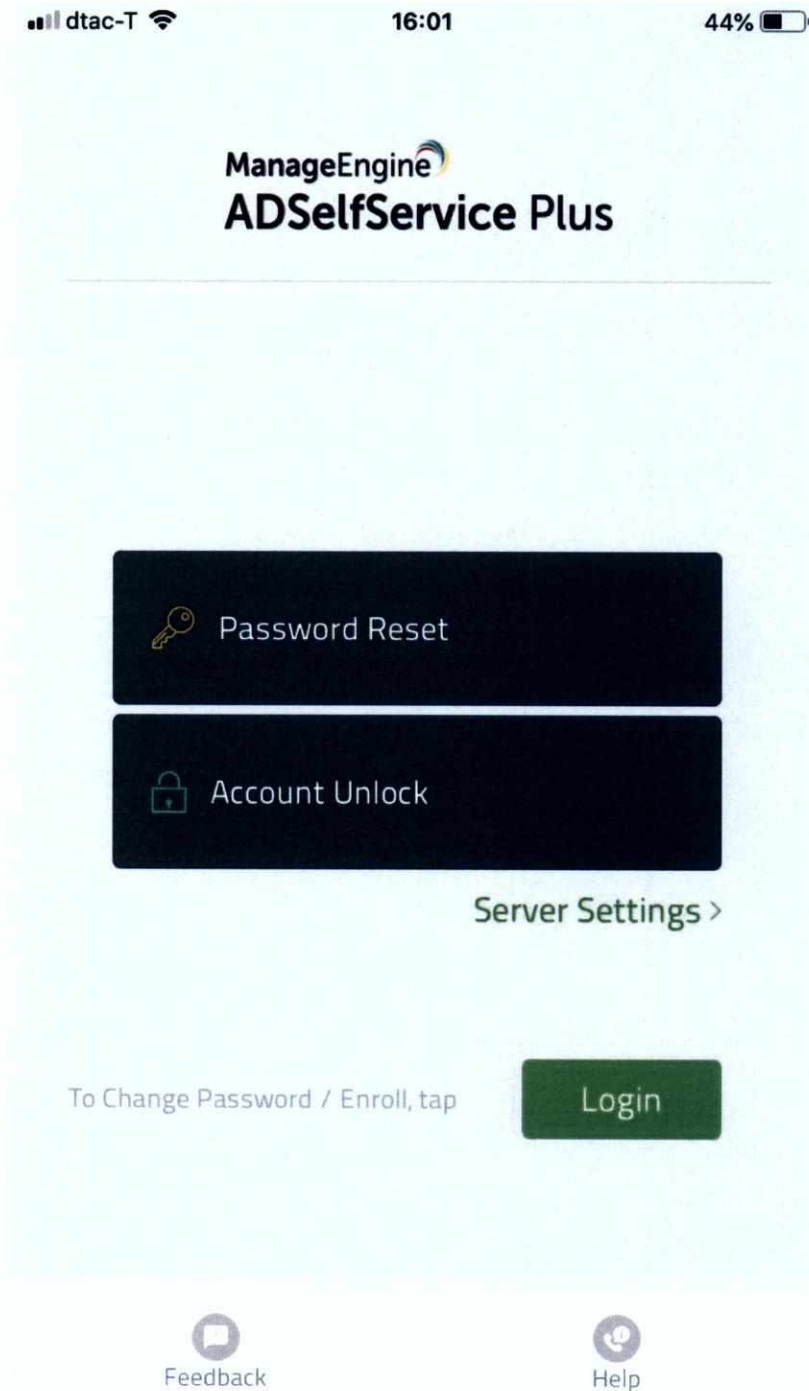 dtac-T 16:01 44%
ManageEngine
ADSelfService Plus
Password Reset
Account Unlock
Server Settings >
To Change Password / Enroll, tap Login
Feedback Help